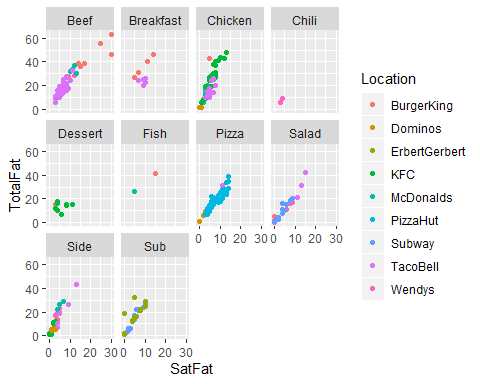 Beef Breakfast Chicken Chili
60
40
20
0
Dessert Fish Pizza Salad
60
40
20
0
0 10 20 30 0 10 20 30
Side Sub
60
40
20
0
0 10 20 30 0 10 20 30
SatFat
TotalFat
Location
BurgerKing
Dominos
ErbertGerbert
KFC
McDonalds
PizzaHut
Subway
TacoBell
Wendys